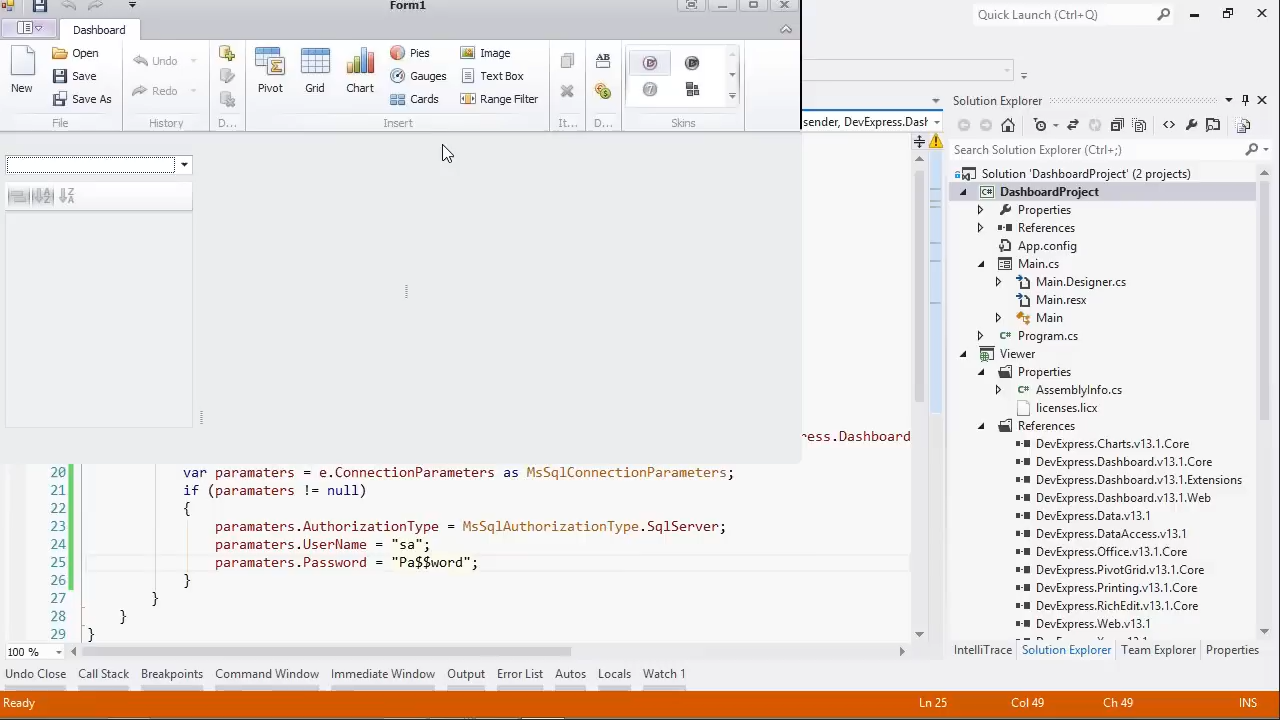 Form1
Quick Launch (Ctrl+Q)
Dashboard
New
Open
Save
Save As
File
Undo
Redo
History
D...
Pivot
Grid
Chart
Pies
Gauges
Cards
Image
Text Box
Range Filter
Insert
It...
AB
D...
Skins
sender, DevExpress.Dasl
Solution Explorer
Search Solution Explorer (Ctrl+;)
Solution 'DashboardProject' (2 projects)
C# DashboardProject
Properties
References
App.config
Main.cs
Main.Designer.cs
Main.resx
Main
C# Program.cs
Viewer
Properties
C# AssemblyInfo.cs
licenses.licx
References
DevExpress.Charts.v13.1.Core
DevExpress.Dashboard.v13.1.Core
DevExpress.Dashboard.v13.1.Extensions
DevExpress.Dashboard.v13.1.Web
DevExpress.Data.v13.1
DevExpress.DataAccess.v13.1
DevExpress.Office.v13.1.Core
DevExpress.PivotGrid.v13.1.Core
DevExpress.Printing.v13.1.Core
DevExpress.RichEdit.v13.1.Core
DevExpress.Web.v13.1
ress.Dashboard
20 var paramaters = e.ConnectionParameters as MsSqlConnectionParameters;
21 if (paramaters != null)
22 {
23 paramaters.AuthorizationType = MsSqlAuthorizationType.SqlServer;
24 paramaters.UserName = "sa";
25 paramaters.Password = "Pa$$word";
26 }
27 }
28 }
29 }
100 %
IntelliTrace Solution Explorer Team Explorer Properties
Undo Close Call Stack Breakpoints Command Window Immediate Window Output Error List Autos Locals Watch 1
Ready Ln 25 Col 49 Ch 49 INS